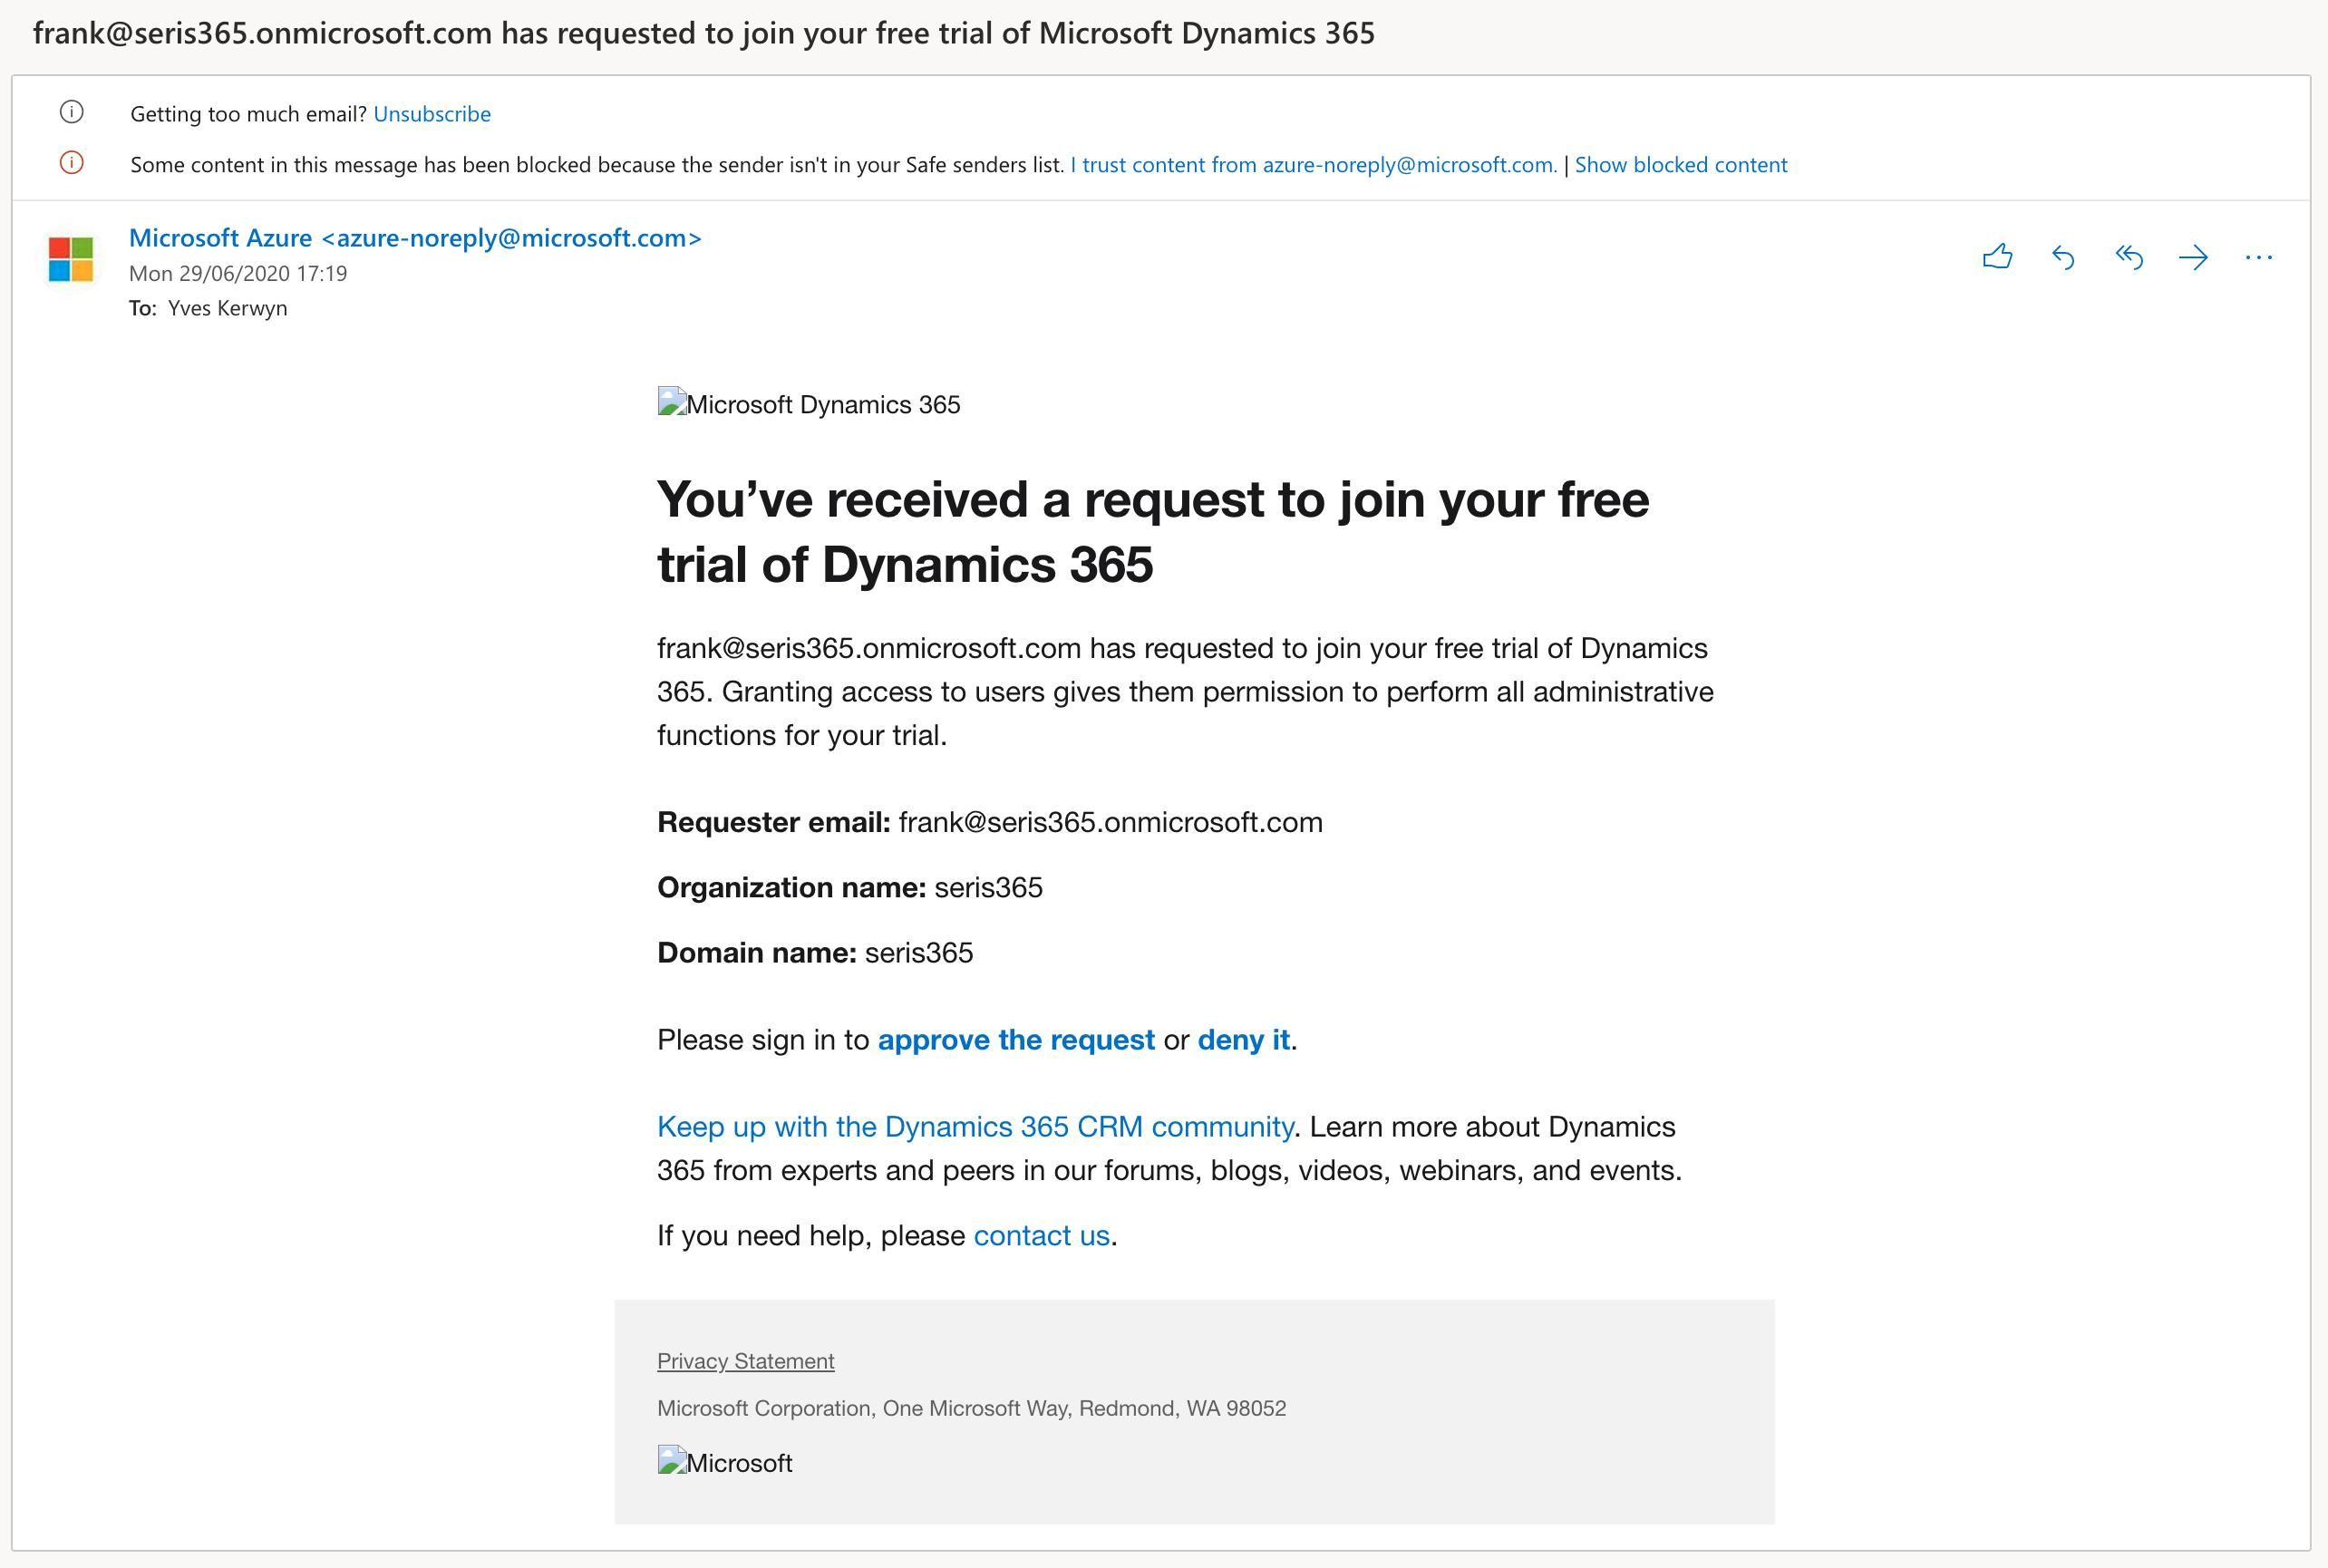 frank@seris365.onmicrosoft.com has requested to join your free trial of Microsoft Dynamics 365
Getting too much email? Unsubscribe
Some content in this message has been blocked because the sender isn't in your Safe senders list. I trust content from azure-noreply@microsoft.com. | Show blocked content
Microsoft Azure <azure-noreply@microsoft.com>
Mon 29/06/2020 17:19
To: Yves Kerwyn
Microsoft Dynamics 365
You’ve received a request to join your free
trial of Dynamics 365
frank@seris365.onmicrosoft.com has requested to join your free trial of Dynamics
365. Granting access to users gives them permission to perform all administrative
functions for your trial.
Requester email: frank@seris365.onmicrosoft.com
Organization name: seris365
Domain name: seris365
Please sign in to approve the request or deny it.
Keep up with the Dynamics 365 CRM community. Learn more about Dynamics
365 from experts and peers in our forums, blogs, videos, webinars, and events.
If you need help, please contact us.
Privacy Statement
Microsoft Corporation, One Microsoft Way, Redmond, WA 98052
Microsoft